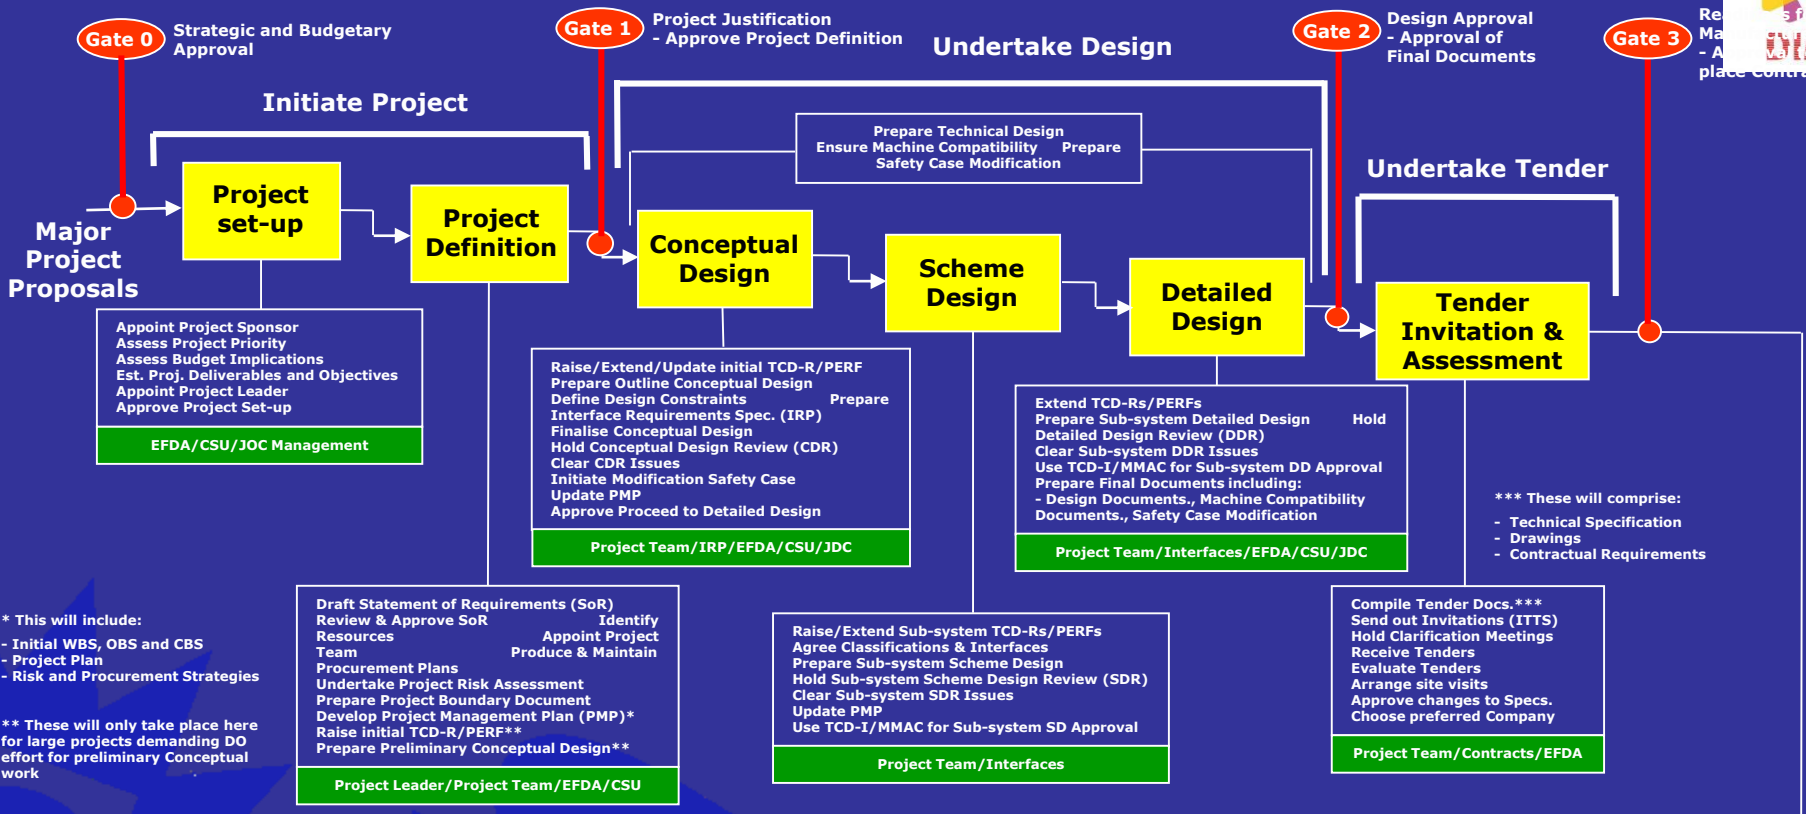 Gate 0
Strategic and Budgetary
Approval
Gate 1
Project Justification
– Approve Project Definition
Undertake Design
Gate 2
Design Approval
– Approval of
Final Documents
Gate 3
place
Initiate Project
Prepare Technical Design
Ensure Machine Compatibility Prepare
Safety Case Modification
Undertake Tender
Major
Project
Proposals
Project
set-up
Project
Definition
Conceptual
Design
Scheme
Design
Detailed
Design
Tender
Invitation &
Assessment
Appoint Project Sponsor
Assess Project Priority
Assess Budget Implications
Est. Proj. Deliverables and Objectives
Appoint Project Leader
Approve Project Set-up
EFDA/CSU/JOC Management
Raise/Extend/Update initial TCD-R/PERF
Prepare Outline Conceptual Design
Define Design Constraints Prepare
Interface Requirements Spec. (IRP)
Finalise Conceptual Design
Hold Conceptual Design Review (CDR)
Clear CDR Issues
Initiate Modification Safety Case
Update PMP
Approve Proceed to Detailed Design
Project Team/IRP/EFDA/CSU/JDC
Extend TCD-Rs/PERFs
Prepare Sub-system Detailed Design Hold
Detailed Design Review (DDR)
Clear Sub-system DDR Issues
Use TCD-I/MMAC for Sub-system DD Approval
Prepare Final Documents including:
– Design Documents., Machine Compatibility
Documents., Safety Case Modification
Project Team/Interfaces/EFDA/CSU/JDC
*** These will comprise:
- Technical Specification
- Drawings
- Contractual Requirements
* This will include:
- Initial WBS, OBS and CBS
- Project Plan
- Risk and Procurement Strategies
** These will only take place here
for large projects demanding DO
effort for preliminary Conceptual
work
Draft Statement of Requirements (SoR)
Review & Approve SoR Identify
Resources Appoint Project
Team Produce & Maintain
Procurement Plans
Undertake Project Risk Assessment
Prepare Project Boundary Document
Develop Project Management Plan (PMP)*
Raise initial TCD-R/PERF**
Prepare Preliminary Conceptual Design**
Project Leader/Project Team/EFDA/CSU
Raise/Extend Sub-system TCD-Rs/PERFs
Agree Classifications & Interfaces
Prepare Sub-system Scheme Design
Hold Sub-system Scheme Design Review (SDR)
Clear Sub-system SDR Issues
Update PMP
Use TCD-I/MMAC for Sub-system SD Approval
Project Team/Interfaces
Compile Tender Docs.***
Send out Invitations (ITTS)
Hold Clarification Meetings
Receive Tenders
Evaluate Tenders
Arrange site visits
Approve changes to Specs.
Choose preferred Company
Project Team/Contracts/EFDA